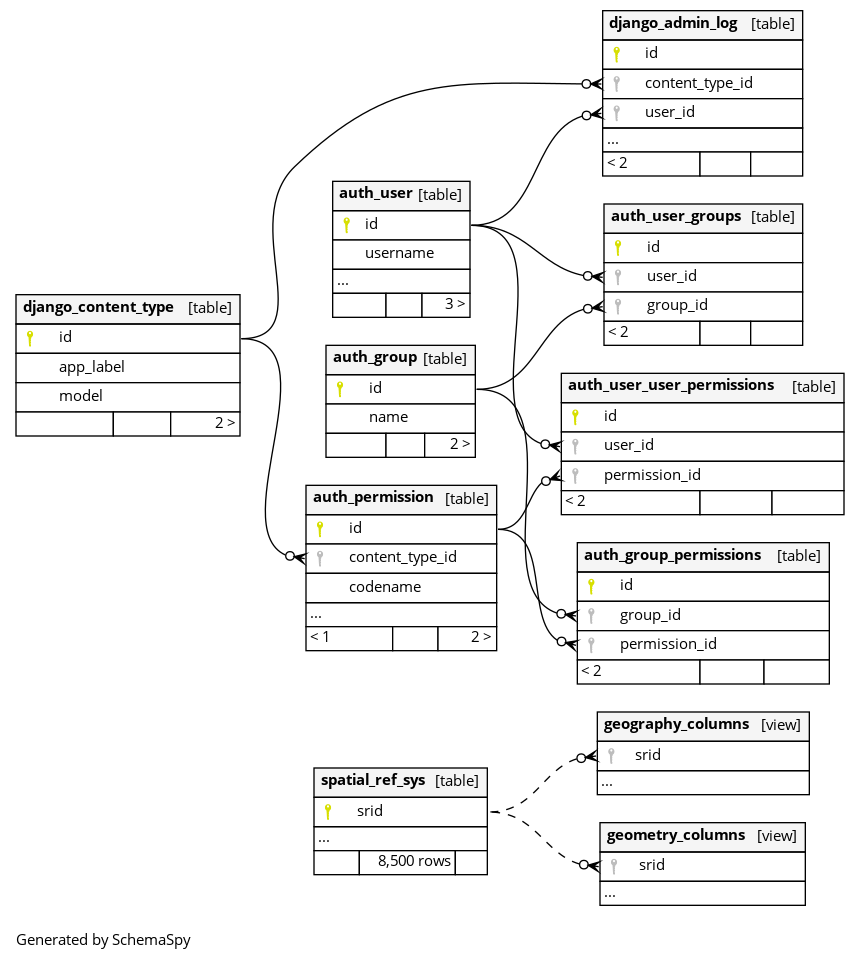 django_admin_log [table]
id
content_type_id
user_id
...
< 2
auth_user [table]
id
username
...
3 >
auth_user_groups [table]
id
user_id
group_id
< 2
django_content_type [table]
id
app_label
model
2 >
auth_group [table]
id
name
2 >
auth_user_user_permissions [table]
id
user_id
permission_id
< 2
auth_permission [table]
id
content_type_id
codename
...
< 1 2 >
auth_group_permissions [table]
id
group_id
permission_id
< 2
geography_columns [view]
srid
...
spatial_ref_sys [table]
srid
...
8,500 rows
geometry_columns [view]
srid
...
Generated by SchemaSpy